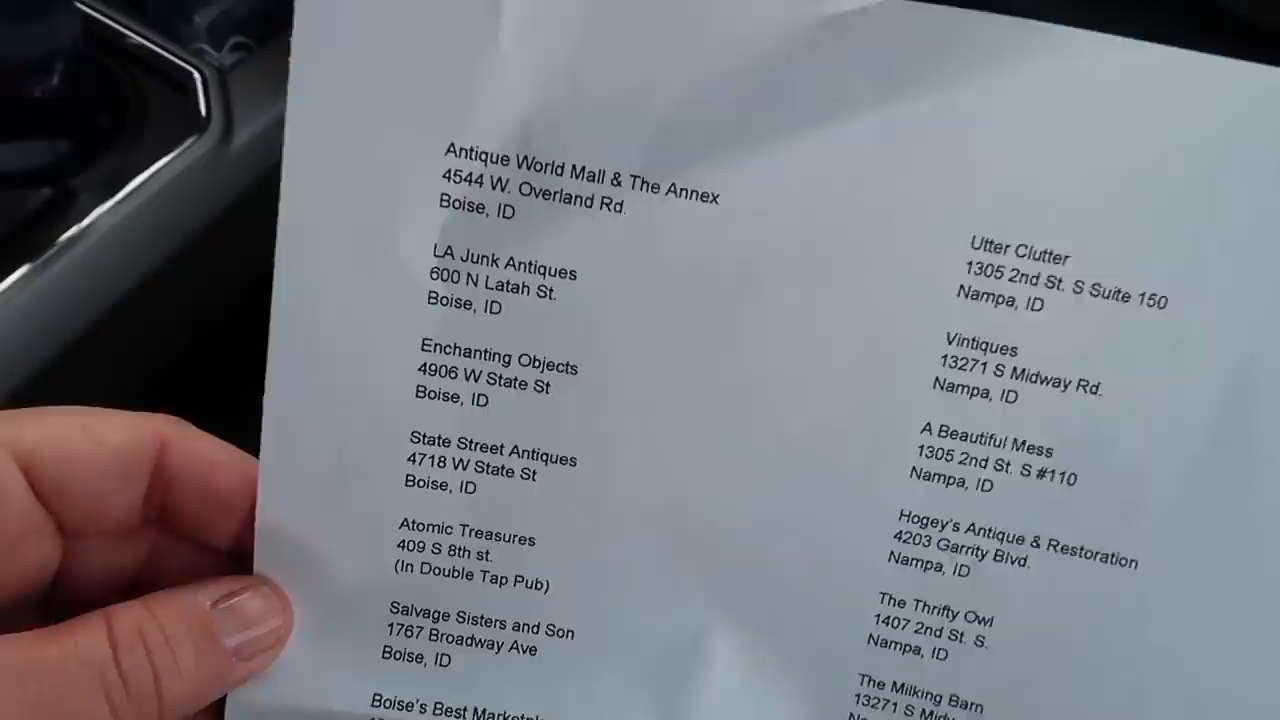 Antique World Mall & The Annex
4544 W. Overland Rd.
Boise, ID
LA Junk Antiques
600 N Latah St.
Boise, ID
Enchanting Objects
4906 W State St
Boise, ID
State Street Antiques
4718 W State St
Boise, ID
Atomic Treasures
409 S 8th st.
(In Double Tap Pub)
Salvage Sisters and Son
1767 Broadway Ave
Boise, ID
Boise's Best
Utter Clutter
1305 2nd St. S Suite 150
Nampa, ID
Vintiques
13271 S Midway Rd.
Nampa, ID
A Beautiful Mess
1305 2nd St. S #110
Nampa, ID
Hogey's Antique & Restoration
4203 Garrity Blvd.
Nampa, ID
The Thrifty Owl
1407 2nd St. S.
Nampa, ID
The Milking Barn
13271 S